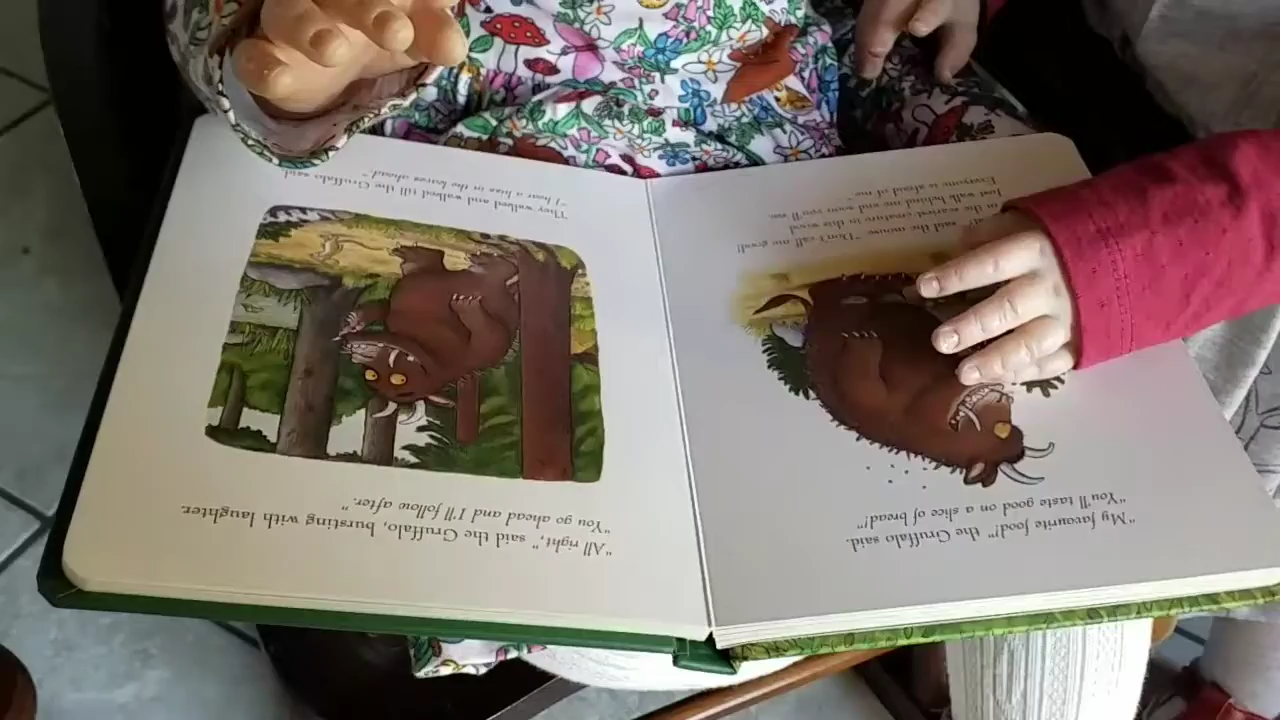 "My favourite food!" the Gruffalo said.
"You'll taste good on a slice of bread!"
said the mouse. "Don't call me good!
I'm the scariest creature in this wood.
Just walk behind me and soon you'll see,
Everyone is afraid of me."
"All right," said the Gruffalo, bursting with laughter.
"You go ahead and I'll follow after."
They walked and walked till the Gruffalo said,
"I hear a hiss in the leaves ahead."